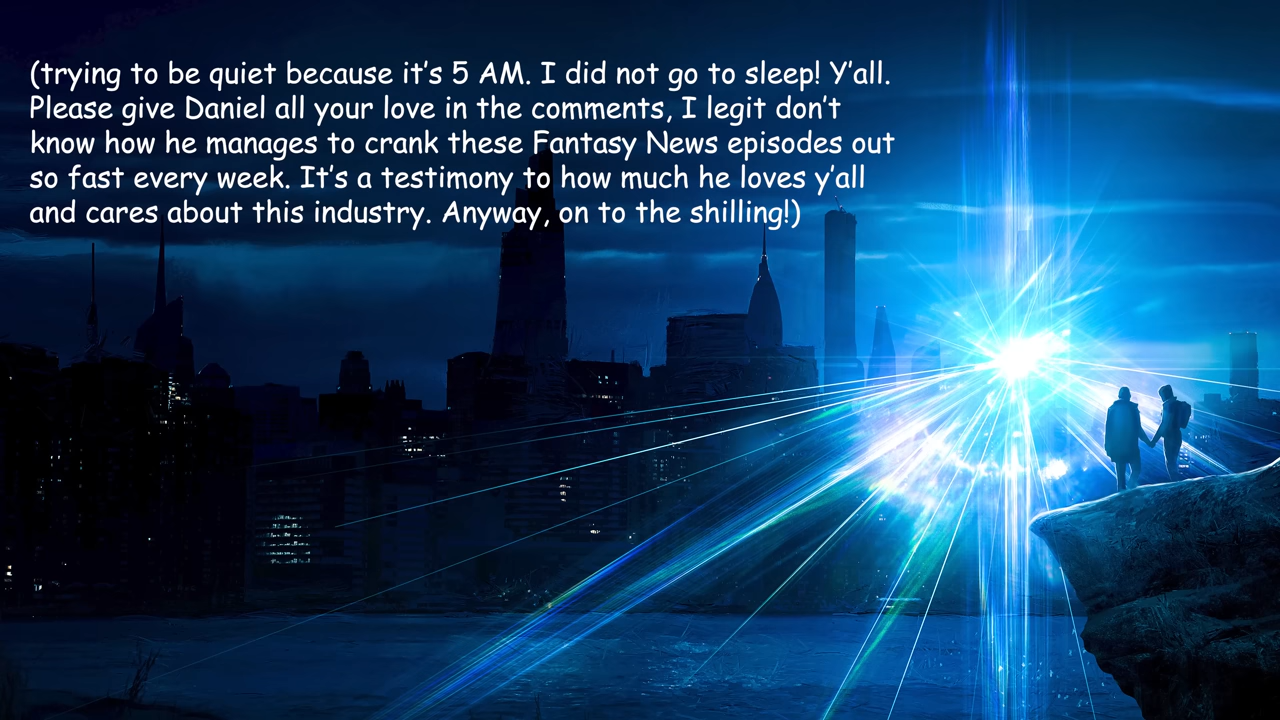 (trying to be quiet because it's 5 AM. I did not go to sleep! Y'all.
Please give Daniel all your love in the comments, I legit don't
know how he manages to crank these Fantasy News episodes out
so fast every week. It's a testimony to how much he loves y'all
and cares about this industry. Anyway, on to the shilling!)